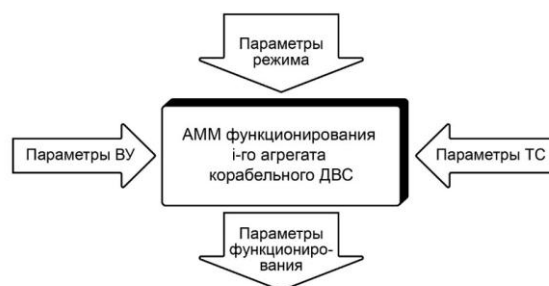 Параметры
режима
Параметры ВУ
АММ функционирования
i-го агрегата
корабельного ДВС
Параметры ТС
Параметры
функциониро-
вания